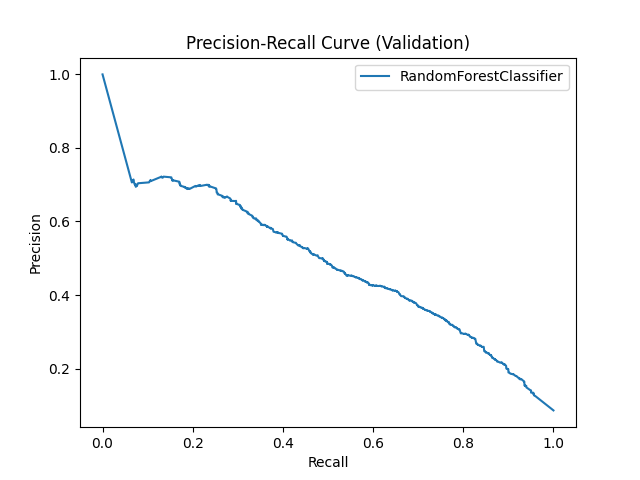 Precision-Recall Curve (Validation)
RandomForestClassifier
1.0
0.8
0.6
0.4
0.2
Precision
0.0 0.2 0.4 0.6 0.8 1.0
Recall